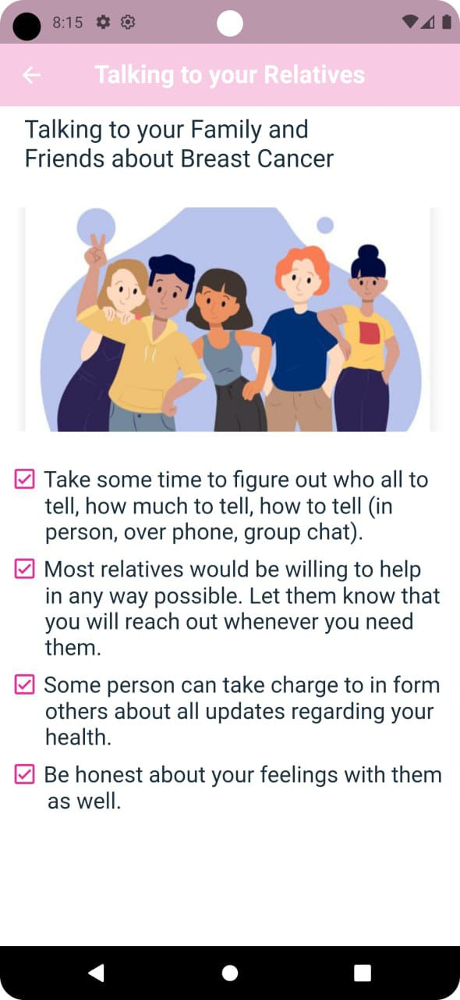 8:15
Talking to your Relatives
Talking to your Family and
Friends about Breast Cancer
Take some time to figure out who all to
tell, how much to tell, how to tell (in
person, over phone, group chat).
Most relatives would be willing to help
in any way possible. Let them know that
you will reach out whenever you need
them.
Some person can take charge to in form
others about all updates regarding your
health.
Be honest about your feelings with them
as well.